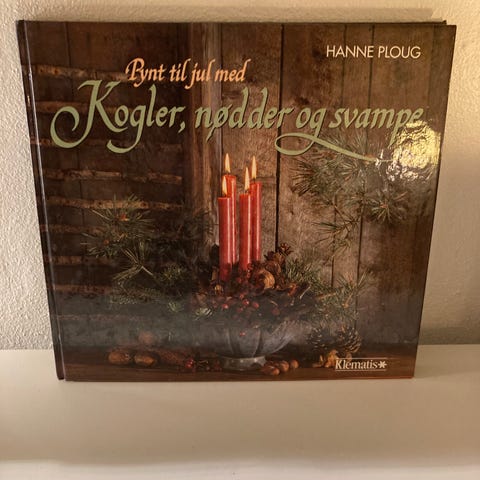 HANNE PLOUG
Pynt til jul med
Kogler, nødder og svampe
Klematis